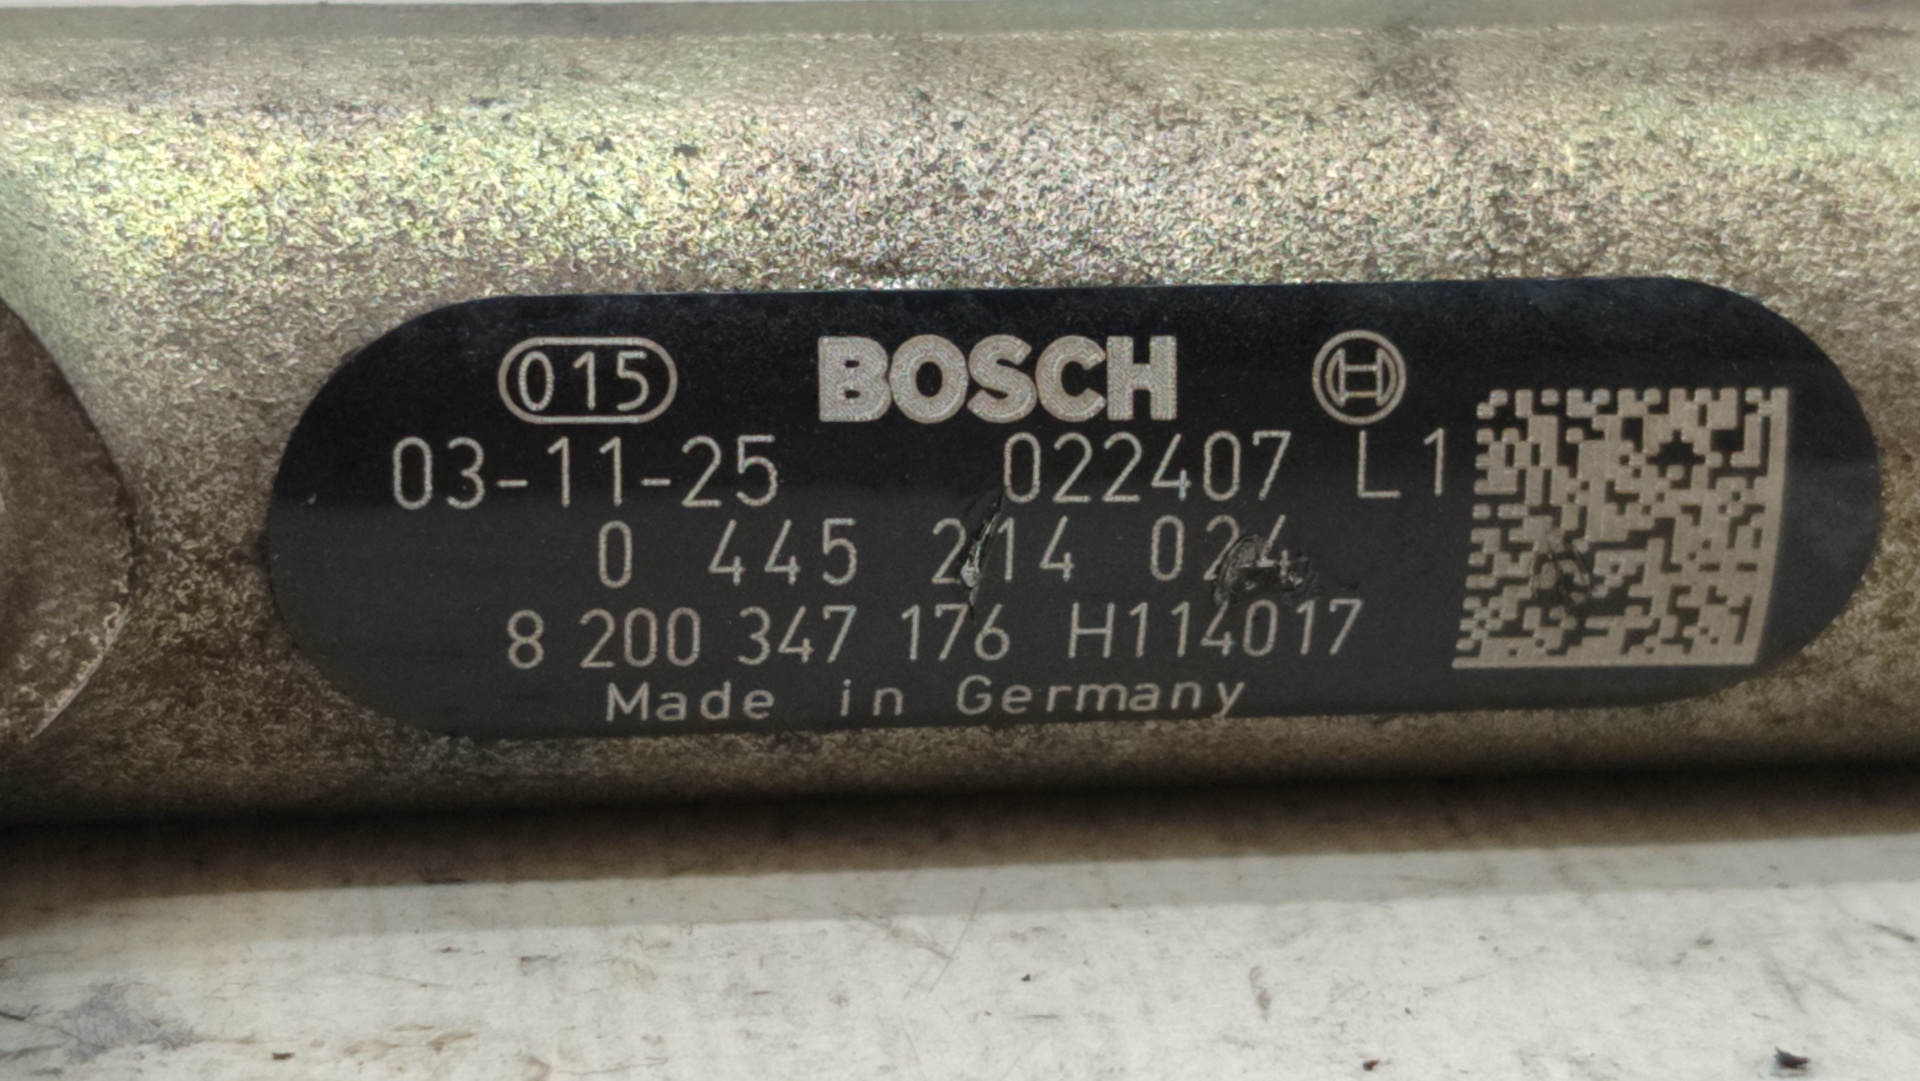 015 BOSCH
03-11-25 022407 L1
0 445 214 024
8 200 347 176 H114017
Made in Germany